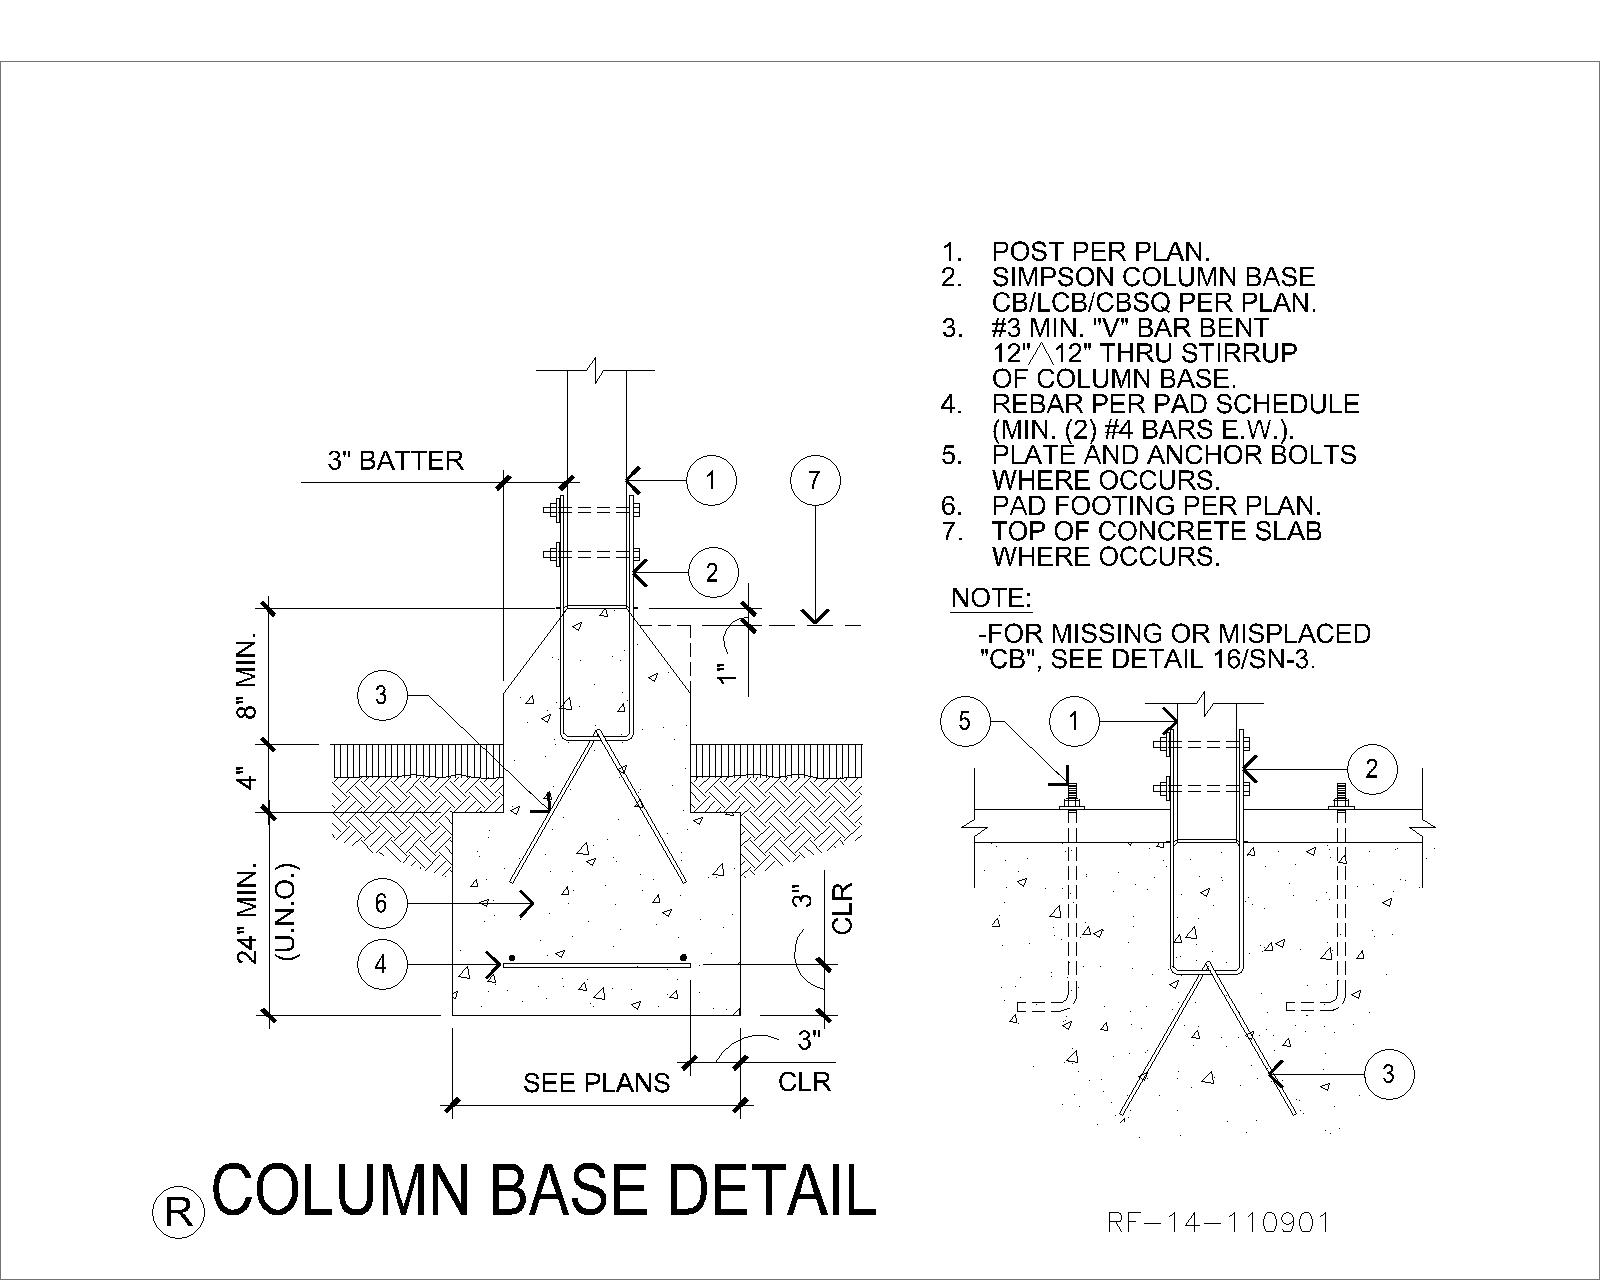 1. POST PER PLAN.
2. SIMPSON COLUMN BASE
CB/LCB/CBSQ PER PLAN.
3. #3 MIN. "V" BAR BENT
12"╱╲12" THRU STIRRUP
OF COLUMN BASE.
4. REBAR PER PAD SCHEDULE
(MIN. (2) #4 BARS E.W.).
5. PLATE AND ANCHOR BOLTS
WHERE OCCURS.
6. PAD FOOTING PER PLAN.
7. TOP OF CONCRETE SLAB
WHERE OCCURS.
NOTE:
-FOR MISSING OR MISPLACED
"CB", SEE DETAIL 16/SN-3.
3" BATTER
1
7
2
8" MIN.
3
1"
4"
24" MIN.
(U.N.O.)
6
4
3"
CLR
3"
CLR
SEE PLANS
5
1
2
3
R COLUMN BASE DETAIL
RF-14-110901